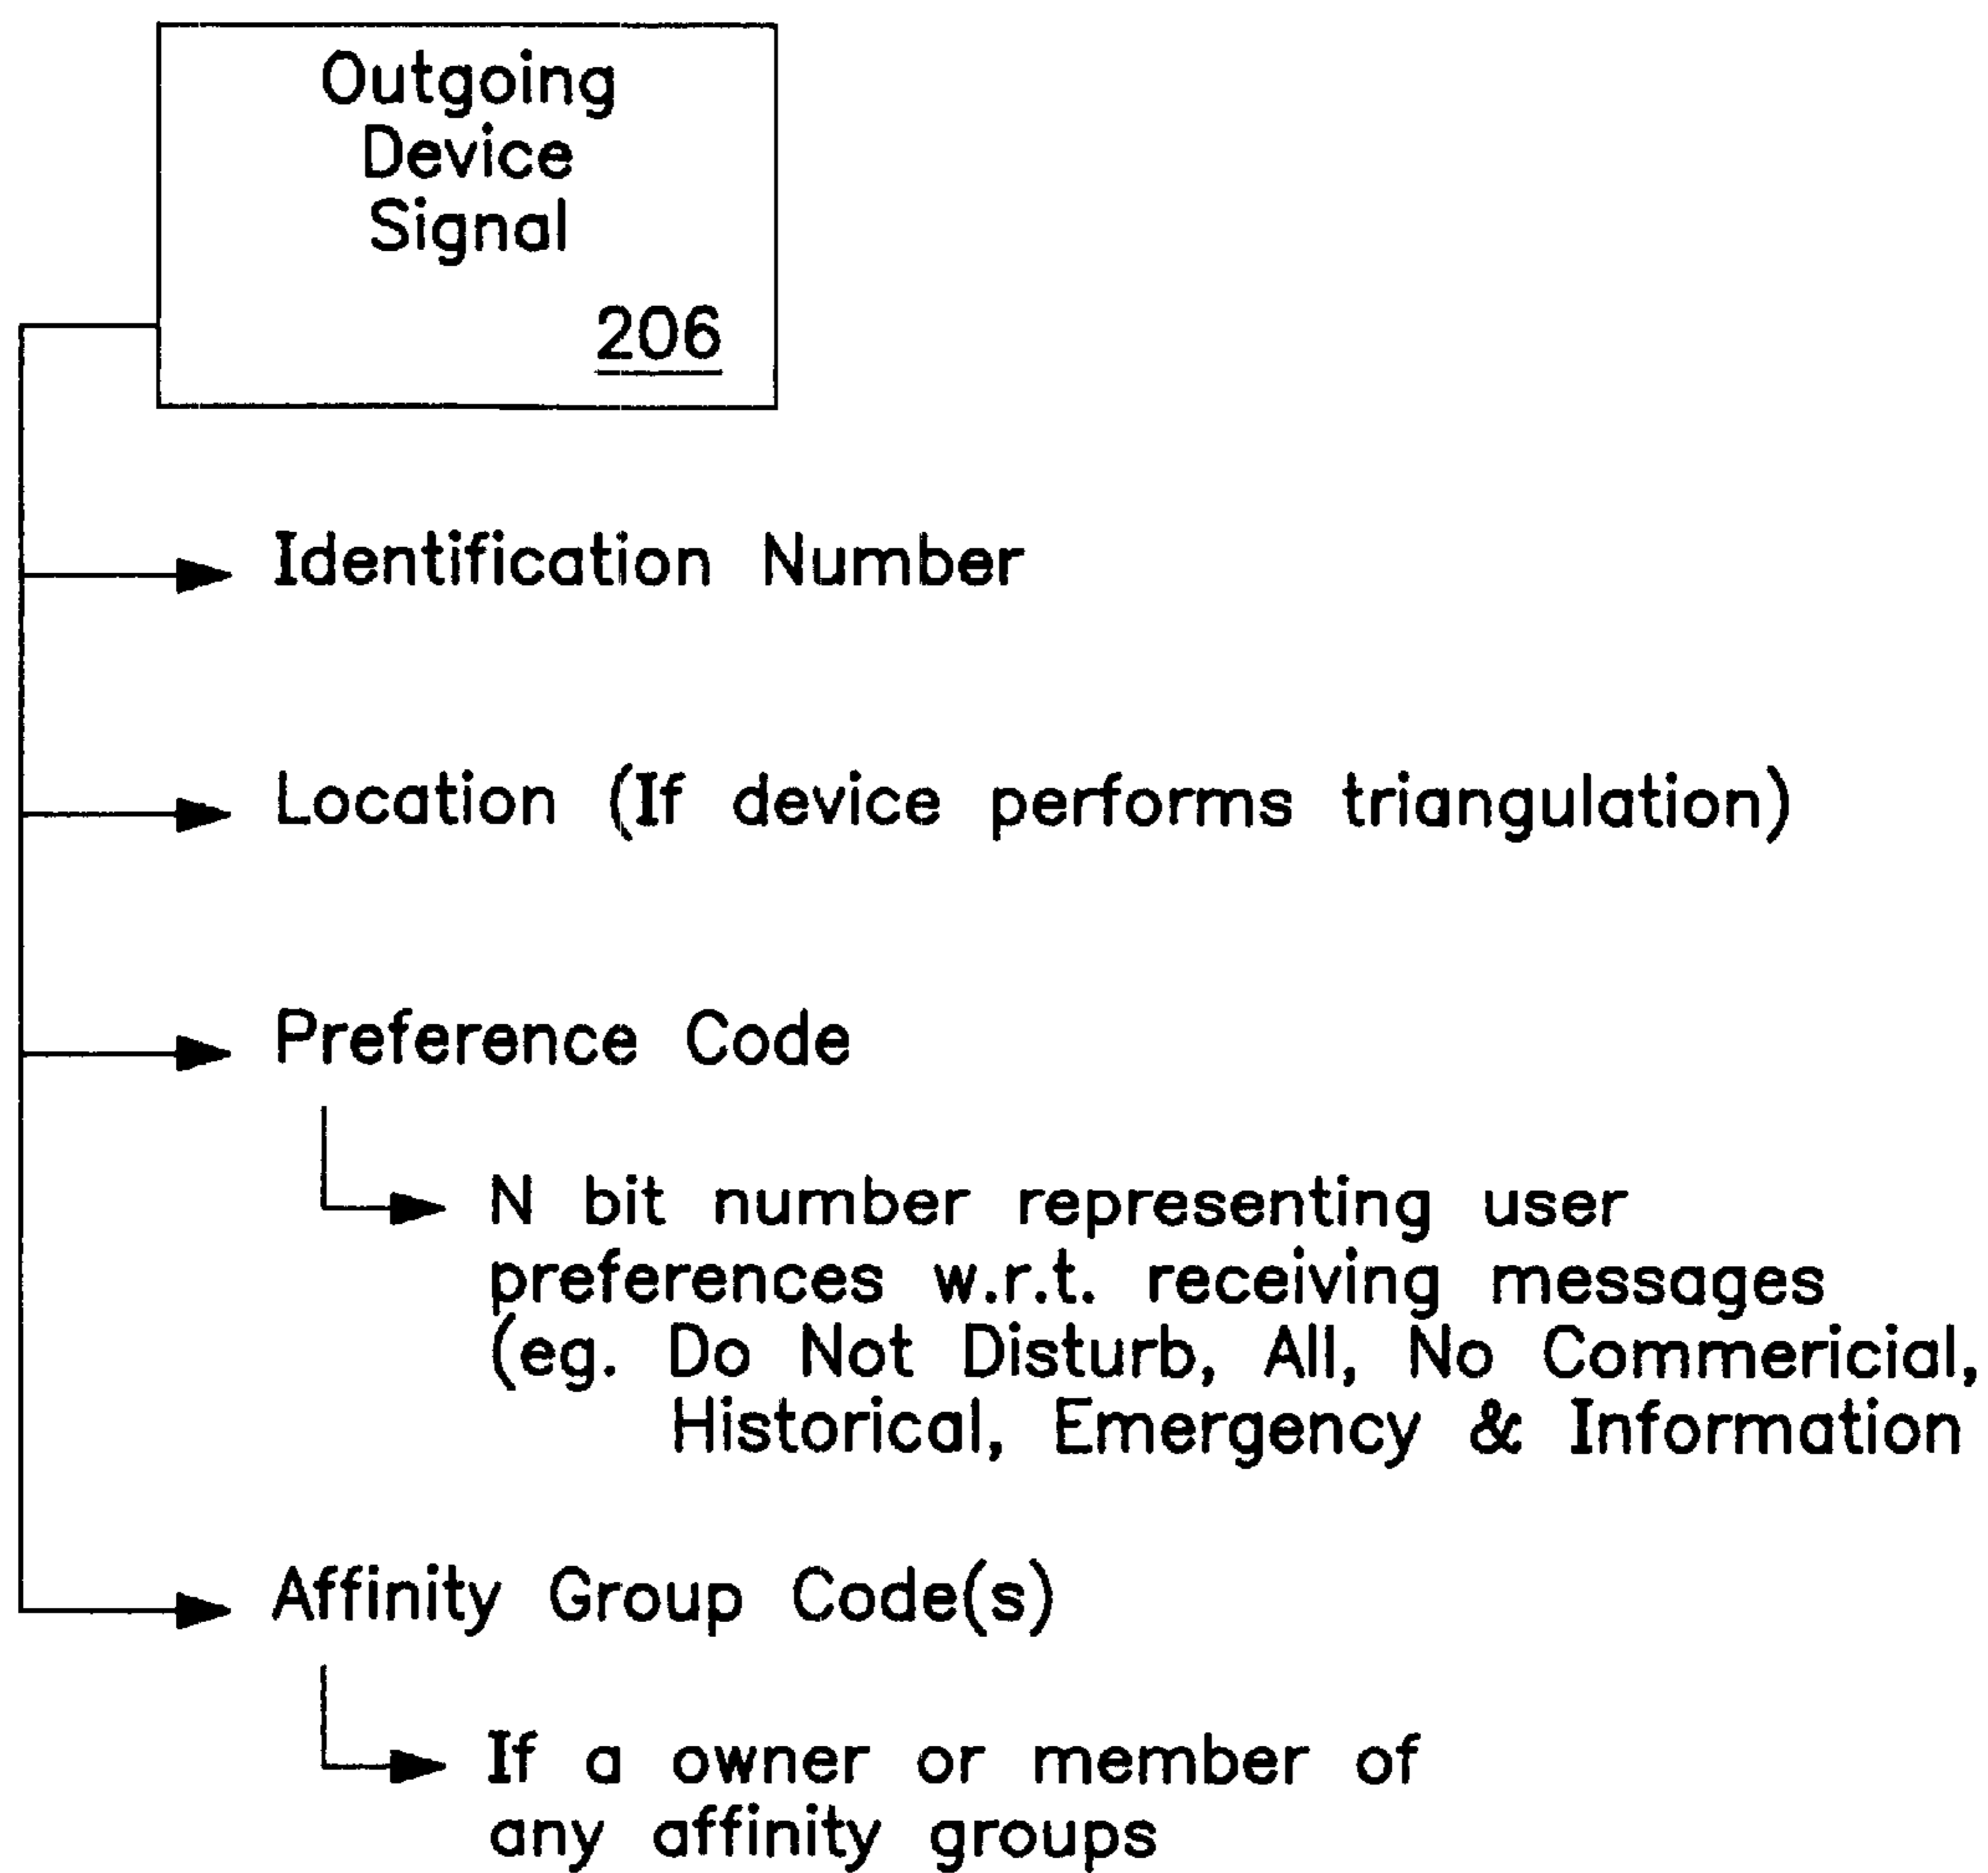 Outgoing
Device
Signal
206
Identification Number
Location (If device performs triangulation)
Preference Code
N bit number representing user
preferences w.r.t. receiving messages
(eg. Do Not Disturb, All, No Commericial,
Historical, Emergency & Information
Affinity Group Code(s)
If a owner or member of
any affinity groups